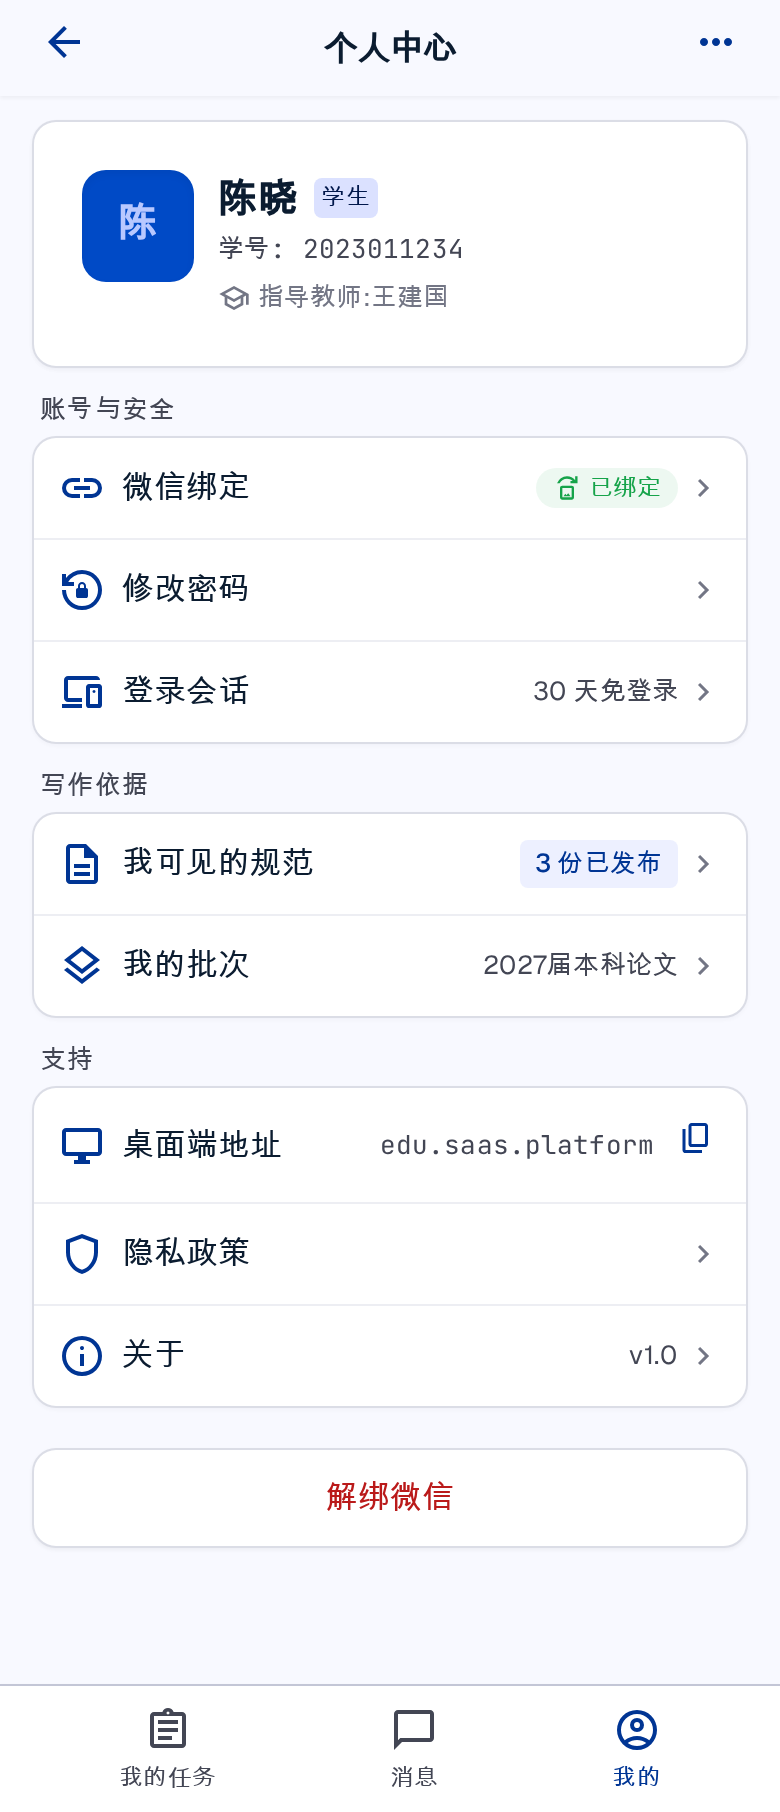 个人中心
陈
陈晓 学生
学号: 2023011234
指导教师:王建国
账号与安全
微信绑定 已绑定
修改密码
登录会话 30 天免登录
写作依据
我可见的规范 3 份已发布
我的批次 2027届本科论文
支持
桌面端地址 edu.saas.platform
隐私政策
关于 v1.0
解绑微信
我的任务 消息 我的